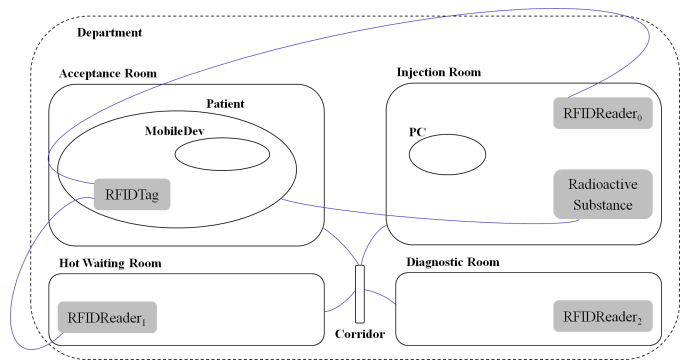 Department
Acceptance Room
Injection Room
Patient
MobileDev
RFIDTag
PC
RFIDReader₀
Radioactive
Substance
Hot Waiting Room
Diagnostic Room
RFIDReader₁
Corridor
RFIDReader₂